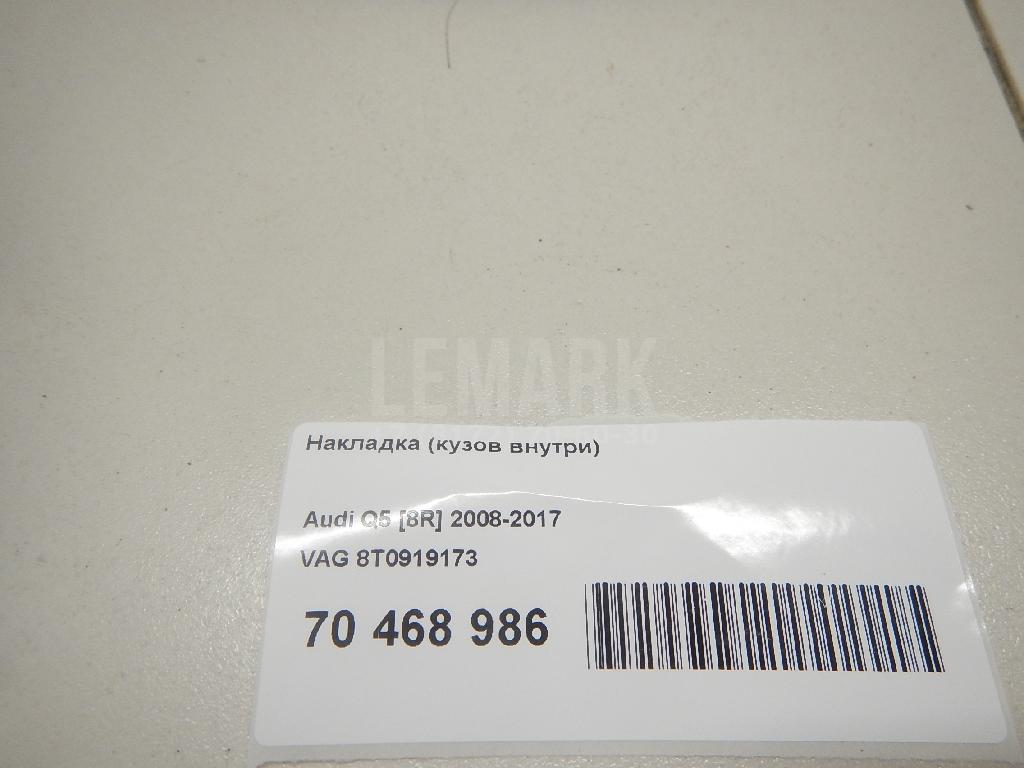 LEMARK
Накладка (кузов внутри)
Audi Q5 [8R] 2008-2017
VAG 8T0919173
70 468 986